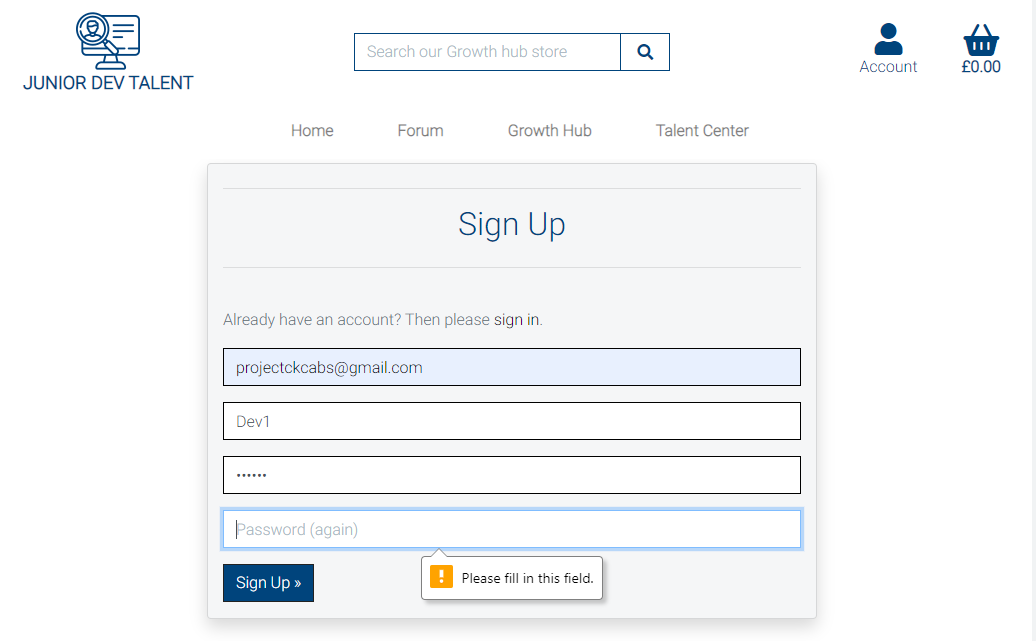 JUNIOR DEV TALENT
Search our Growth hub store
Account
£0.00
Home Forum Growth Hub Talent Center
Sign Up
Already have an account? Then please sign in.
projectckcabs@gmail.com
Dev1
••••••
Password (again)
Please fill in this field.
Sign Up »